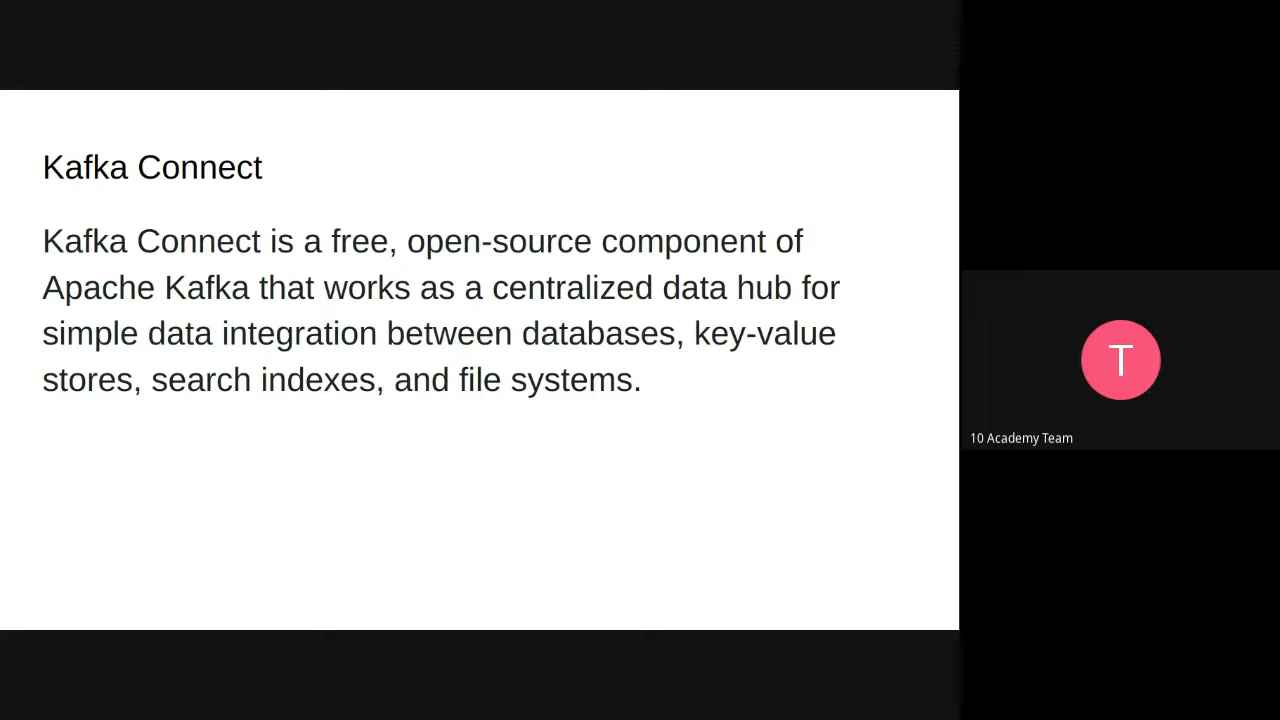 Kafka Connect
Kafka Connect is a free, open-source component of
Apache Kafka that works as a centralized data hub for
simple data integration between databases, key-value
stores, search indexes, and file systems.
T
10 Academy Team